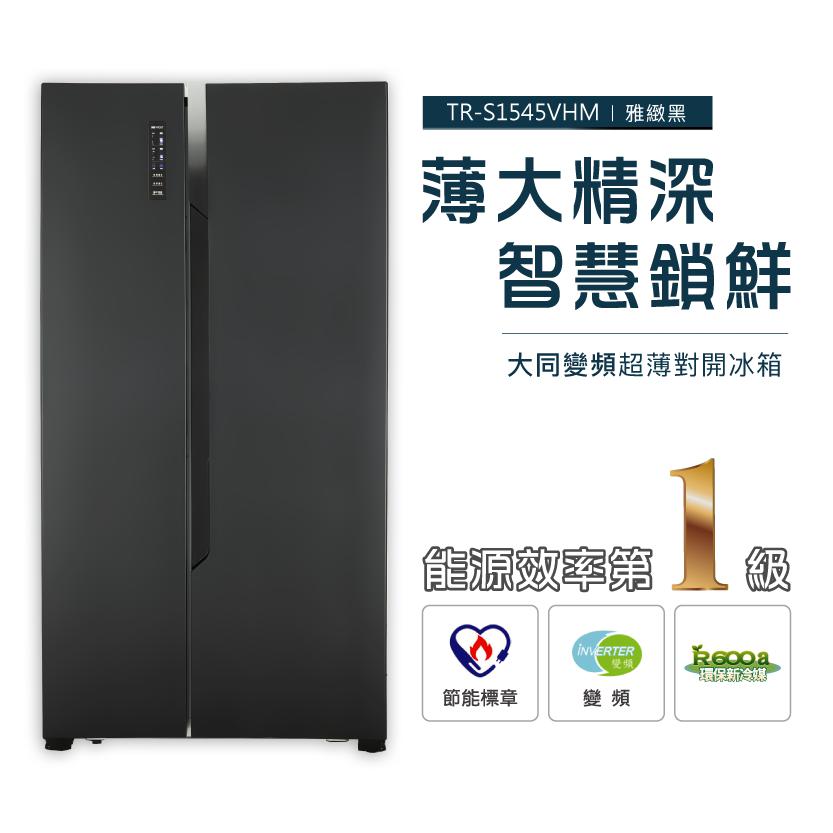 TR-S1545VHM | 雅緻黑
薄大精深
智慧鎖鮮
大同變頻超薄對開冰箱
能源效率第1級
節能標章
iNVERTER
變頻
變頻
R600a
環保新冷媒